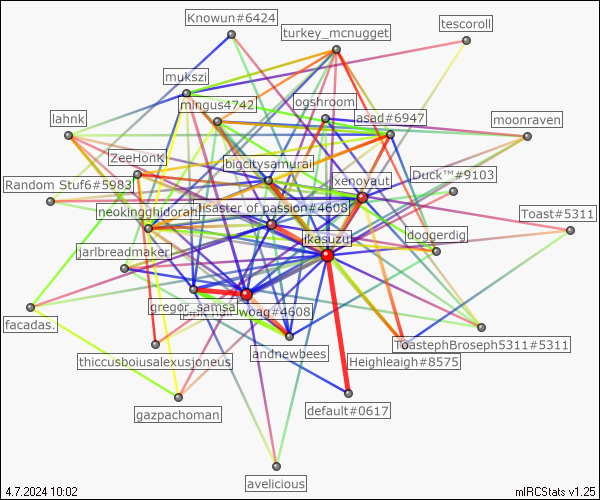 Knowun#6424
tescoroll
turkey_mcnugget
mukszi
ogshroom
mingus4742
lahnk
asad#6947
moonraven
ZeeHonK
bigcitysamurai
Duck™#9103
xenoyaut
Random Stuf6#5983
neokingghidorah
disaster of passion#4608
Toast#5311
ikasuzu
doggerdig
jarlbreadmaker
gregor_samsa
woag#4608
facadas.
ToastephBroseph5311#5311
andnewbees
thiccusboiusalexusjoneus
Heighleaigh#8575
default#0617
gazpachoman
avelicious
4.7.2024 10:02
mIRCStats v1.25